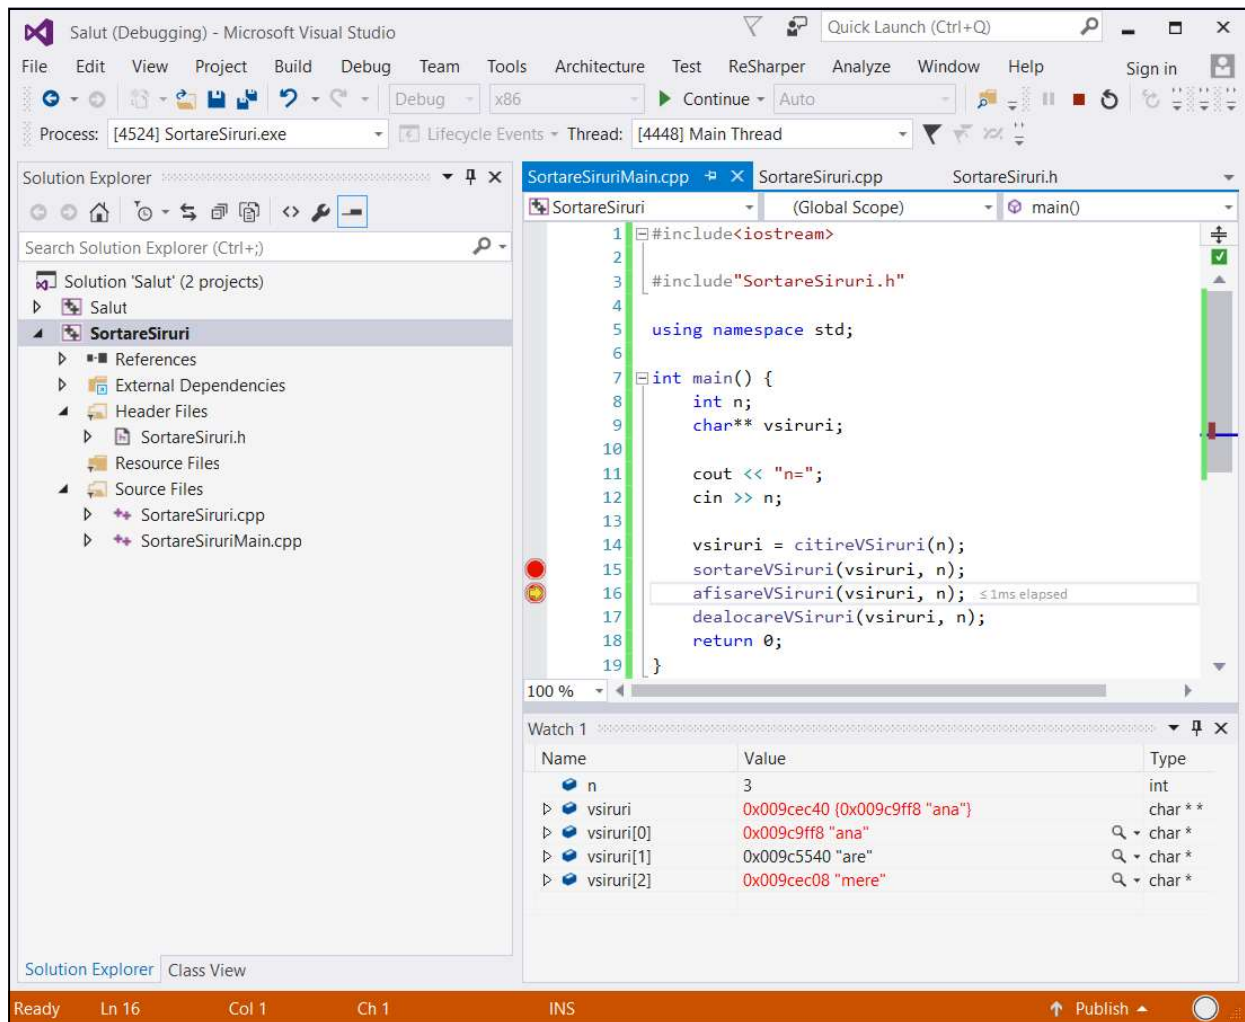 Salut (Debugging) - Microsoft Visual Studio
Quick Launch (Ctrl+Q)
File Edit View Project Build Debug Team Tools Architecture Test ReSharper Analyze Window Help Sign in
Debug x86 Continue Auto
Process: [4524] SortareSiruri.exe Lifecycle Events Thread: [4448] Main Thread
Solution Explorer
Search Solution Explorer (Ctrl+;)
Solution 'Salut' (2 projects)
Salut
SortareSiruri
References
External Dependencies
Header Files
SortareSiruri.h
Resource Files
Source Files
SortareSiruri.cpp
SortareSiruriMain.cpp
Solution Explorer Class View
SortareSiruriMain.cpp SortareSiruri.cpp SortareSiruri.h
SortareSiruri (Global Scope) main()
1 #include<iostream>
2
3 #include"SortareSiruri.h"
4
5 using namespace std;
6
7 int main() {
8 int n;
9 char** vsiruri;
10
11 cout << "n=";
12 cin >> n;
13
14 vsiruri = citireVSiruri(n);
15 sortareVSiruri(vsiruri, n);
16 afisareVSiruri(vsiruri, n); ≤1ms elapsed
17 dealocareVSiruri(vsiruri, n);
18 return 0;
19 }
100 %
Watch 1
Name Value Type
n 3 int
vsiruri 0x009cec40 {0x009c9ff8 "ana"} char * *
vsiruri[0] 0x009c9ff8 "ana" char *
vsiruri[1] 0x009c5540 "are" char *
vsiruri[2] 0x009cec08 "mere" char *
Ready Ln 16 Col 1 Ch 1 INS Publish